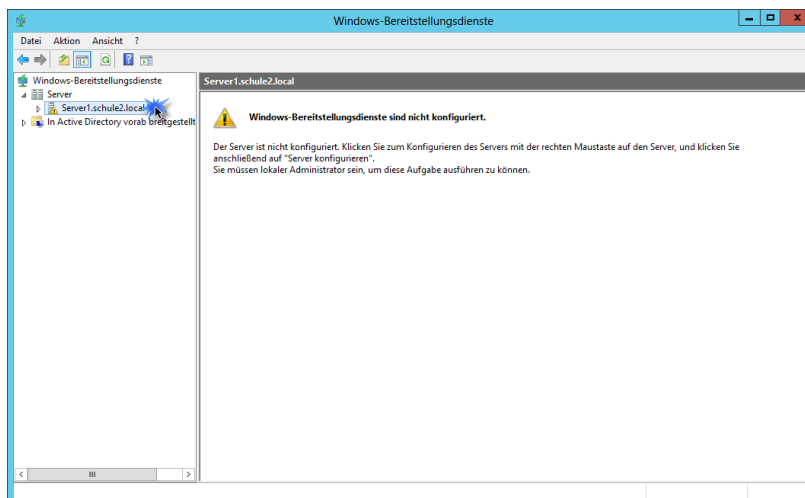 Windows-Bereitstellungsdienste
Datei Aktion Ansicht ?
Windows-Bereitstellungsdienste
Server
Server1.schule2.local
In Active Directory vorab breitgestellt
Server1.schule2.local
Windows-Bereitstellungsdienste sind nicht konfiguriert.
Der Server ist nicht konfiguriert. Klicken Sie zum Konfigurieren des Servers mit der rechten Maustaste auf den Server, und klicken Sie
anschließend auf "Server konfigurieren".
Sie müssen lokaler Administrator sein, um diese Aufgabe ausführen zu können.